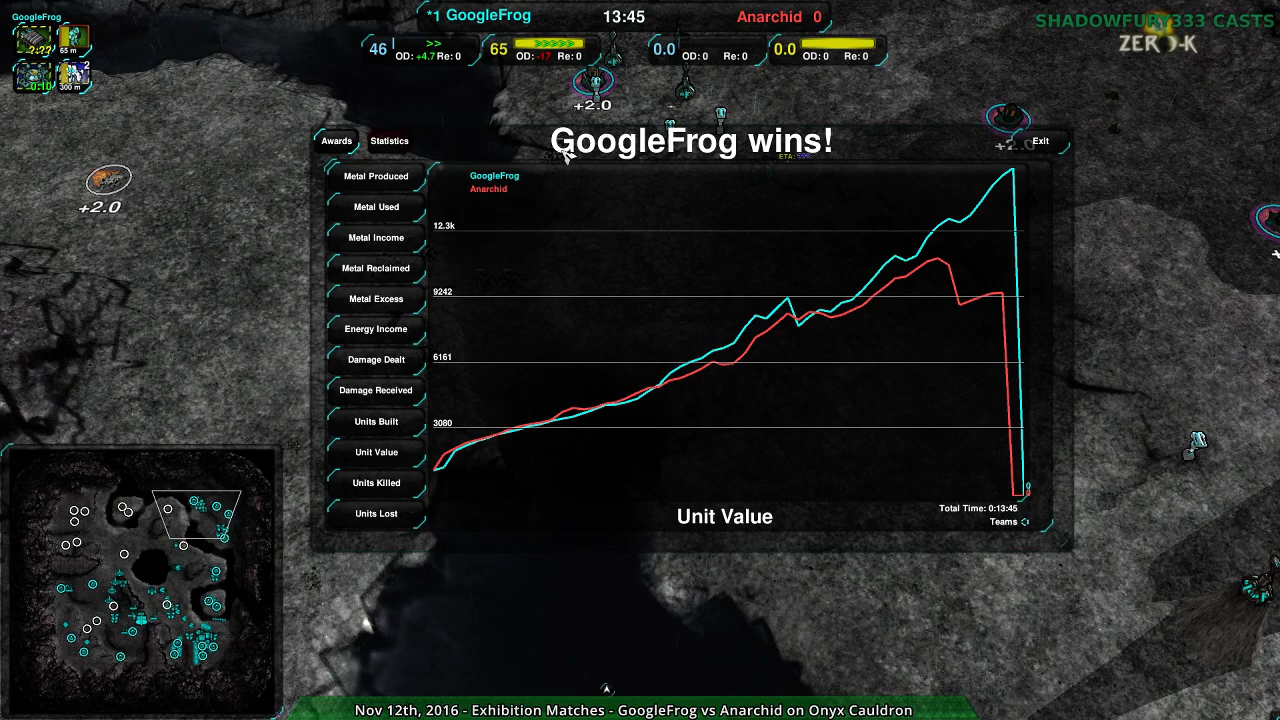 GoogleFrog
65 m
2
300 m
*1 GoogleFrog 13:45 Anarchid 0
46 >> OD: +4.7 Re: 0
65 >>>>> OD: -17 Re: 0
0.0 OD: 0 Re: 0
0.0 OD: 0 Re: 0
SHADOWFURY333 CASTS
ZERO-K
+2.0
+2.0
+2.0
Awards Statistics GoogleFrog wins! Exit
Metal Produced
Metal Used
Metal Income
Metal Reclaimed
Metal Excess
Energy Income
Damage Dealt
Damage Received
Units Built
Unit Value
Units Killed
Units Lost
GoogleFrog
Anarchid
12.3k
9242
6161
3080
0
0
Unit Value
Total Time: 0:13:45
Teams
Nov 12th, 2016 - Exhibition Matches - GoogleFrog vs Anarchid on Onyx Cauldron